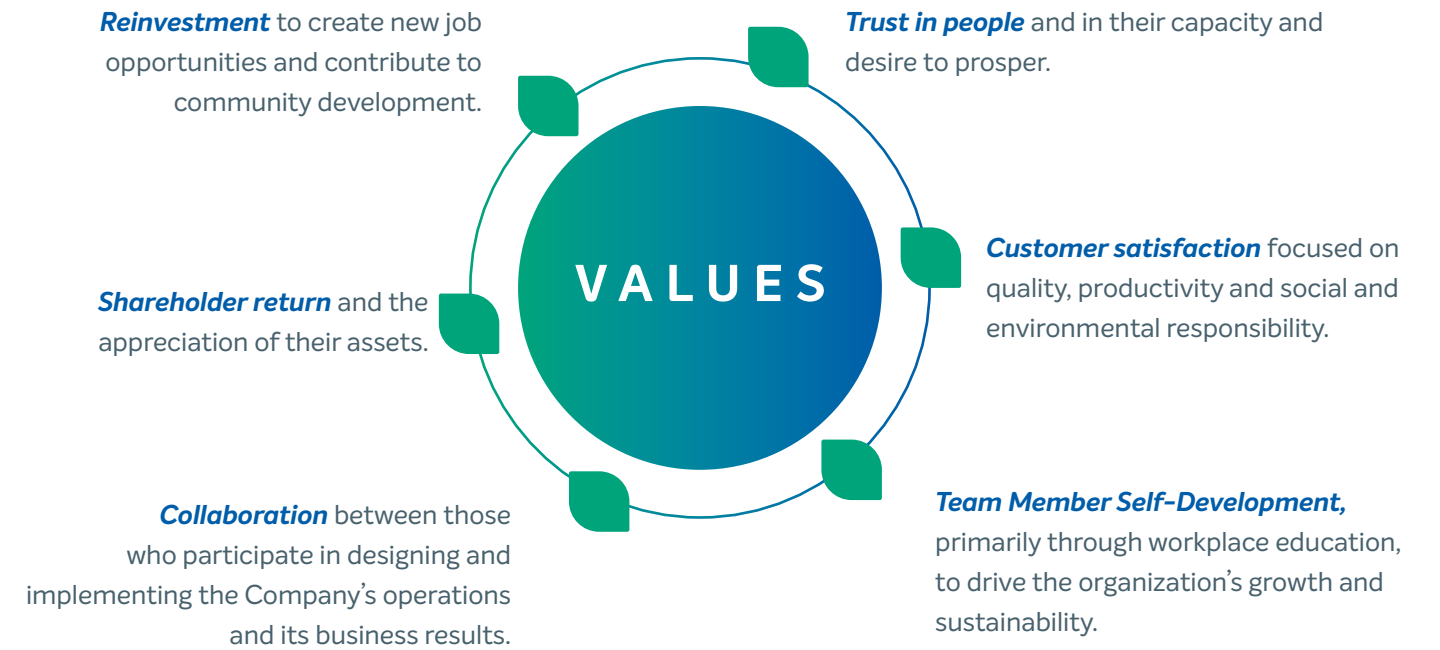 Reinvestment to create new job
opportunities and contribute to
community development.
Trust in people and in their capacity and
desire to prosper.
VALUES
Customer satisfaction focused on
quality, productivity and social and
environmental responsibility.
Shareholder return and the
appreciation of their assets.
Collaboration between those
who participate in designing and
implementing the Company’s operations
and its business results.
Team Member Self-Development,
primarily through workplace education,
to drive the organization’s growth and
sustainability.